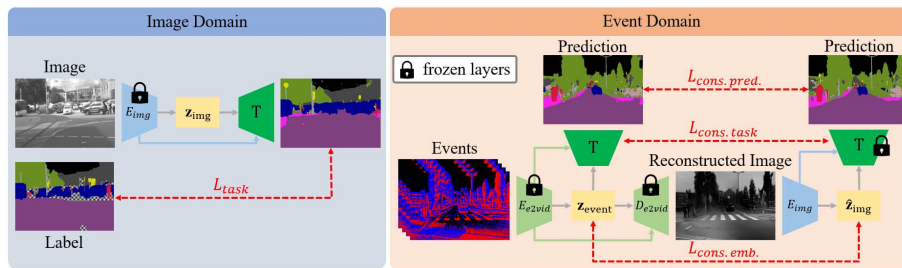 Image Domain
Image
E_img
z_img
T
L_task
Label
Event Domain
frozen layers
Prediction
Prediction
L_cons.pred.
L_cons.task
T
T
Events
Reconstructed Image
E_e2vid
z_event
D_e2vid
E_img
ẑ_img
L_cons.emb.